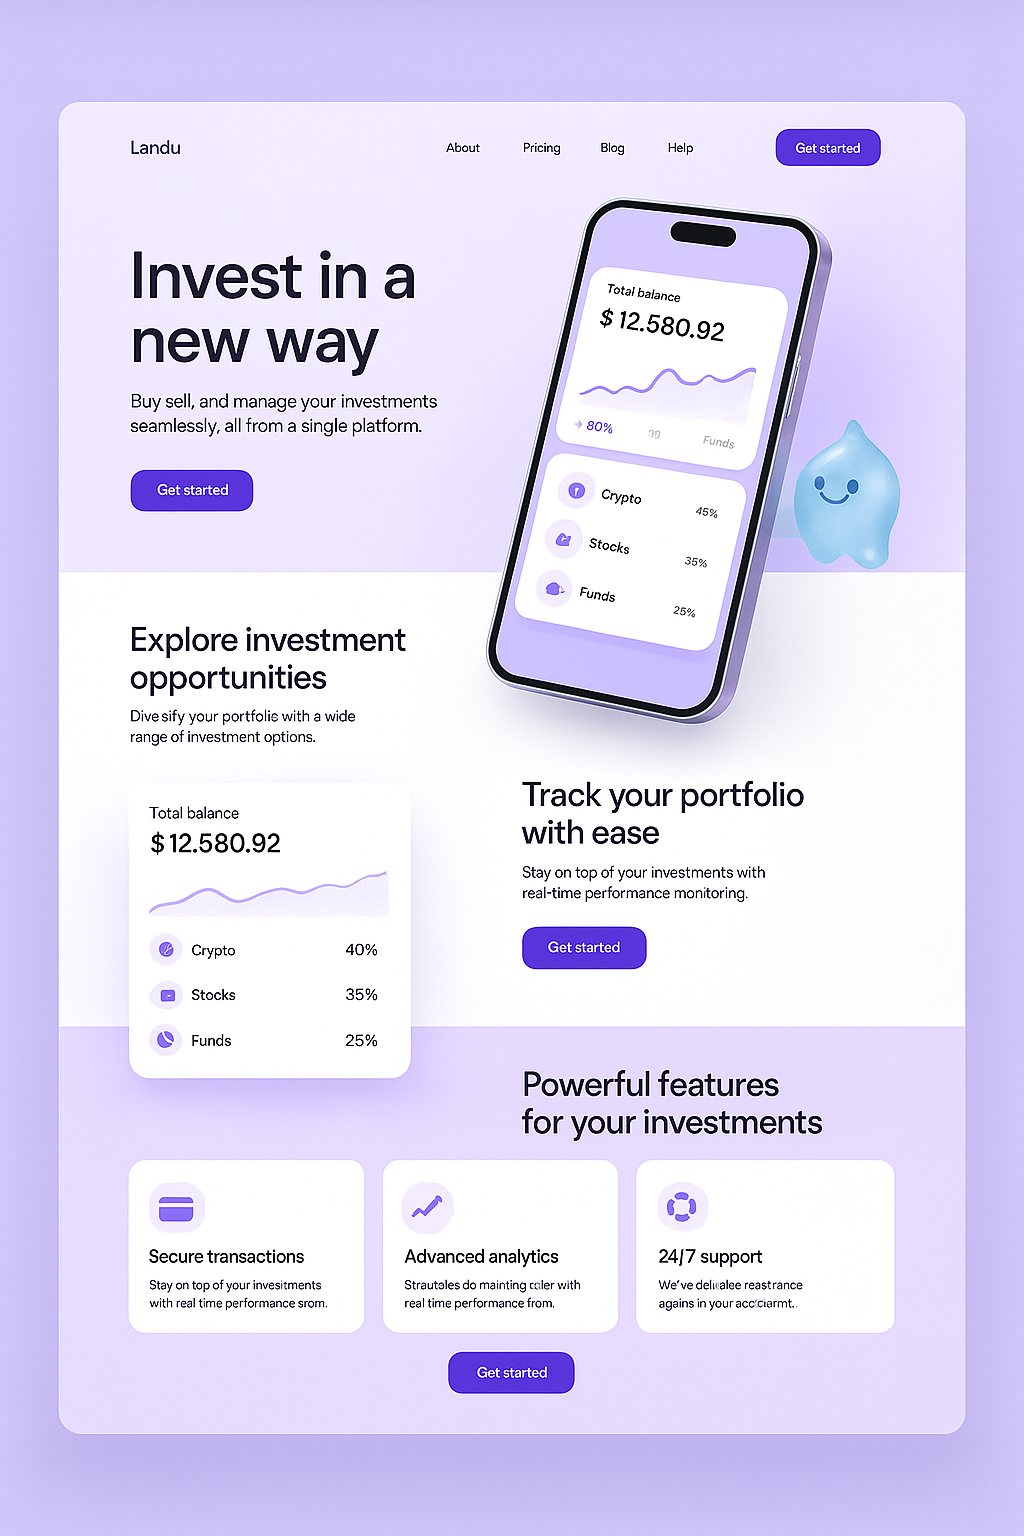 Landu
About
Pricing
Blog
Help
Get started
Invest in a
new way
Buy sell, and manage your investments
seamlessly, all from a single platform.
Get started
Total balance
$ 12.580.92
80%
Funds
Crypto
45%
Stocks
35%
Funds
25%
Explore investment
opportunities
Dive sify your portfolis with a wide
range of investment options.
Total balance
$ 12.580.92
Crypto 40%
Stocks 35%
Funds 25%
Track your portfolio
with ease
Stay on top of your investments with
real-time performance monitoring.
Get started
Powerful features
for your investments
Secure transactions
Stay on top of your invesitments
with real time performance srom.
Advanced analytics
Strautales do mainting with
real time performance from.
24/7 support
We've reastrance
agains in your
Get started